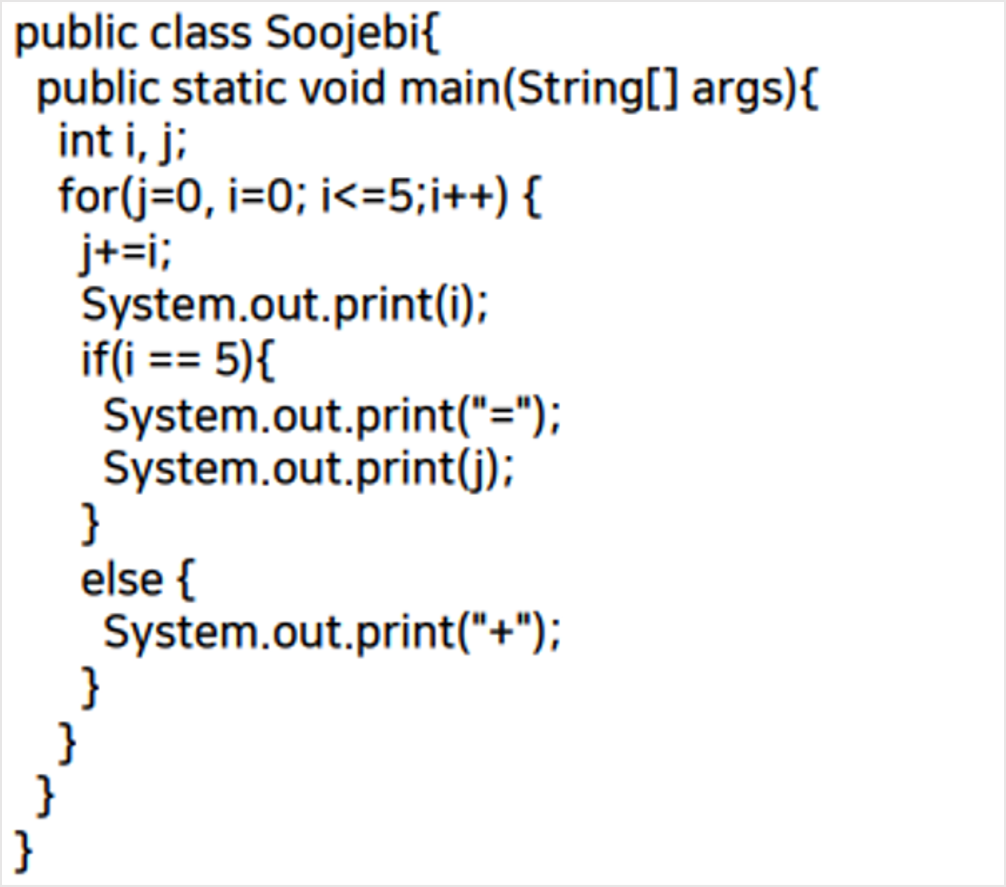 public class Soojebi{
public static void main(String[] args){
int i, j;
for(j=0, i=0; i<=5;i++) {
j+=i;
System.out.print(i);
if(i == 5){
System.out.print("=");
System.out.print(j);
}
else {
System.out.print("+");
}
}
}
}